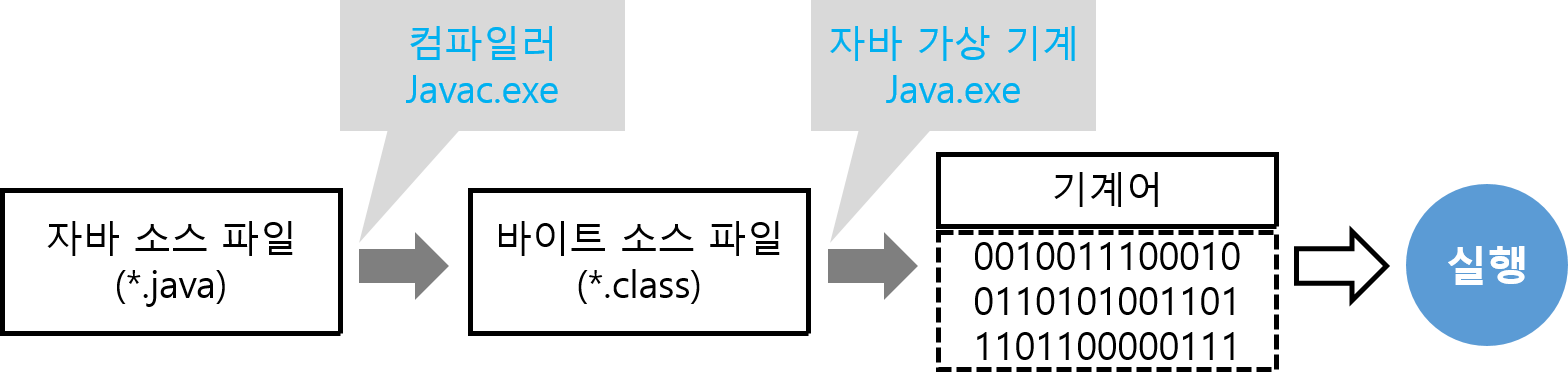 컴파일러
Javac.exe
자바 가상 기계
Java.exe
자바 소스 파일
(*.java)
바이트 소스 파일
(*.class)
기계어
0010011100010
0110101001101
1101100000111
실행